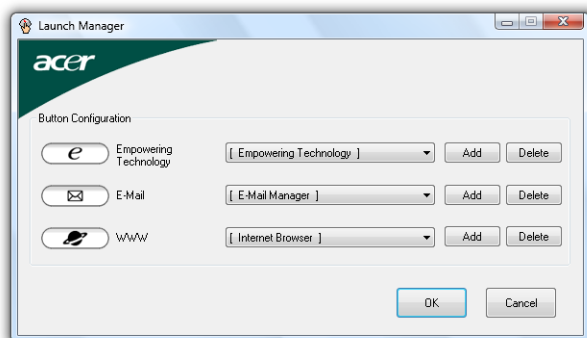 Launch Manager
acer
Button Configuration
e Empowering Technology [ Empowering Technology ] Add Delete
E-Mail [ E-Mail Manager ] Add Delete
WWW [ Internet Browser ] Add Delete
OK Cancel